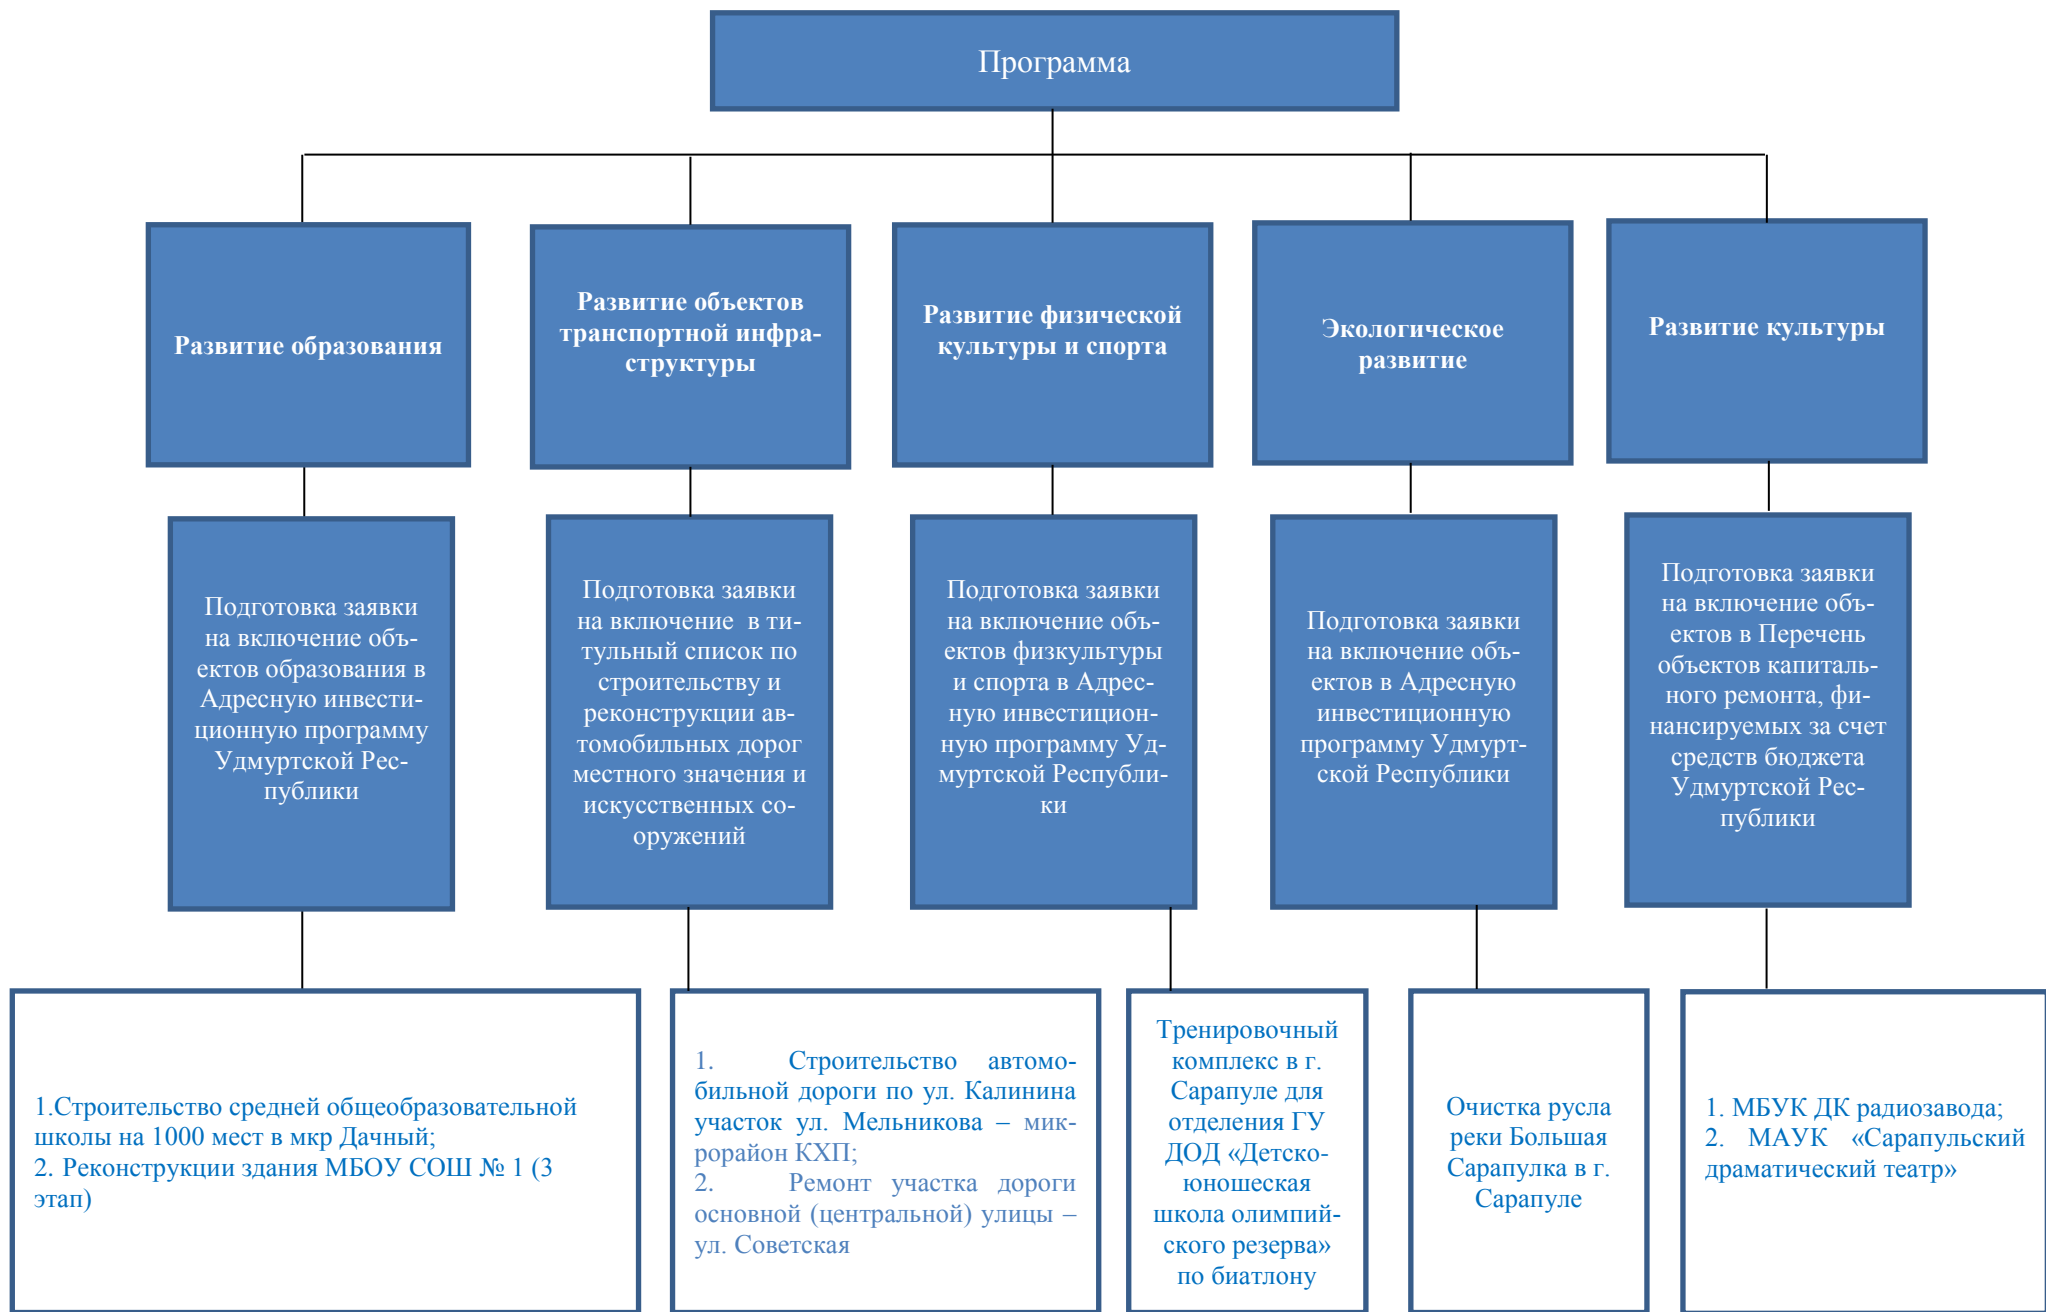 Программа
Развитие образования
Развитие объектов
транспортной инфра-
структуры
Развитие физической
культуры и спорта
Экологическое
развитие
Развитие культуры
Подготовка заявки
на включение объ-
ектов образования в
Адресную инвести-
ционную программу
Удмуртской Рес-
публики
Подготовка заявки
на включение  в ти-
тульный список по
строительству и
реконструкции ав-
томобильных дорог
местного значения и
искусственных со-
оружений
Подготовка заявки
на включение объ-
ектов физкультуры
и спорта в Адрес-
ную инвестицион-
ную программу Уд-
муртской Республи-
ки
Подготовка заявки
на включение объ-
ектов в Адресную
инвестиционную
программу Удмурт-
ской Республики
Подготовка заявки
на включение объ-
ектов в Перечень
объектов капиталь-
ного ремонта, фи-
нансируемых за счет
средств бюджета
Удмуртской Рес-
публики
1.Строительство средней общеобразовательной
школы на 1000 мест в мкр Дачный;
2. Реконструкции здания МБОУ СОШ № 1 (3
этап)
1. Строительство автомо-
бильной дороги по ул. Калинина
участок ул. Мельникова – мик-
рорайон КХП;
2. Ремонт участка дороги
основной (центральной) улицы –
ул. Советская
Тренировочный
комплекс в г.
Сарапуле для
отделения ГУ
ДОД «Детско-
юношеская
школа олимпий-
ского резерва»
по биатлону
Очистка русла
реки Большая
Сарапулка в г.
Сарапуле
1. МБУК ДК радиозавода;
2. МАУК «Сарапульский
драматический театр»